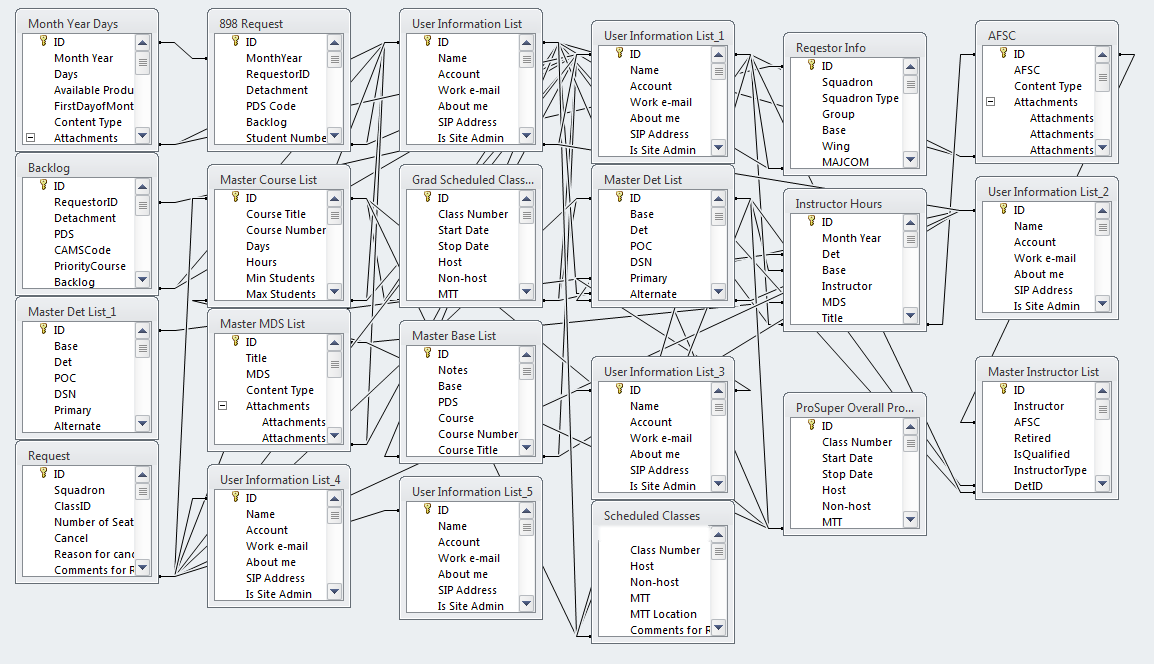 Month Year Days
ID
Month Year
Days
Available Produ
FirstDayofMont
Content Type
Attachments
Backlog
ID
RequestorID
Detachment
PDS
CAMSCode
PriorityCourse
Backlog
Master Det List_1
ID
Base
Det
POC
DSN
Primary
Alternate
Request
ID
Squadron
ClassID
Number of Seat
Cancel
Reason for canc
Comments for R
898 Request
ID
MonthYear
RequestorID
Detachment
PDS Code
Backlog
Student Numbe
Master Course List
ID
Course Title
Course Number
Days
Hours
Min Students
Max Students
Master MDS List
ID
Title
MDS
Content Type
Attachments
Attachments
Attachments
User Information List_4
ID
Name
Account
Work e-mail
About me
SIP Address
Is Site Admin
User Information List
ID
Name
Account
Work e-mail
About me
SIP Address
Is Site Admin
Grad Scheduled Class...
ID
Class Number
Start Date
Stop Date
Host
Non-host
MTT
Master Base List
ID
Notes
Base
PDS
Course
Course Number
Course Title
User Information List_5
ID
Name
Account
Work e-mail
About me
SIP Address
Is Site Admin
User Information List_1
ID
Name
Account
Work e-mail
About me
SIP Address
Is Site Admin
Master Det List
ID
Base
Det
POC
DSN
Primary
Alternate
User Information List_3
ID
Name
Account
Work e-mail
About me
SIP Address
Is Site Admin
Scheduled Classes
Class Number
Host
Non-host
MTT
MTT Location
Comments for R
Reqestor Info
ID
Squadron
Squadron Type
Group
Base
Wing
MAJCOM
Instructor Hours
ID
Month Year
Det
Base
Instructor
MDS
Title
ProSuper Overall Pro...
ID
Class Number
Start Date
Stop Date
Host
Non-host
MTT
AFSC
ID
AFSC
Content Type
Attachments
Attachments
Attachments
Attachments
User Information List_2
ID
Name
Account
Work e-mail
About me
SIP Address
Is Site Admin
Master Instructor List
ID
Instructor
AFSC
Retired
IsQualified
InstructorType
DetID